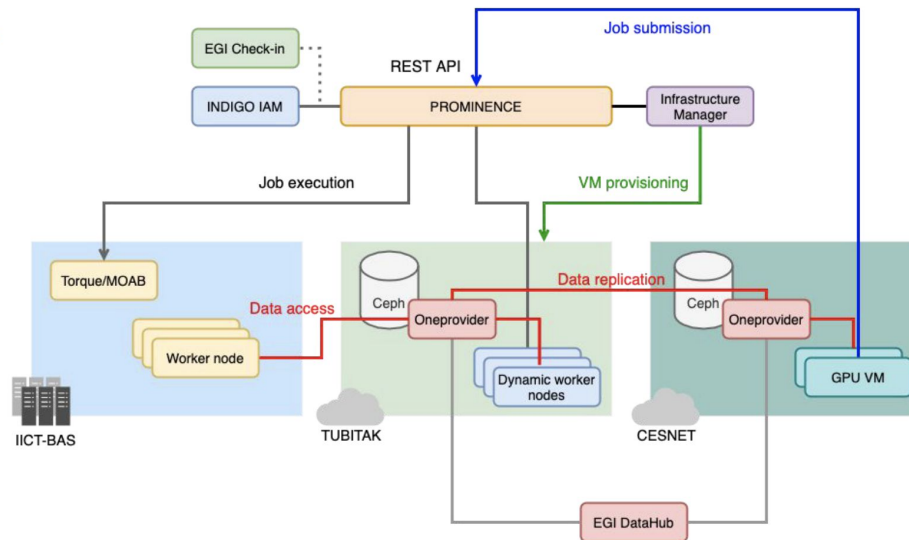 Job submission
EGI Check-in
REST API
INDIGO IAM
PROMINENCE
Infrastructure
Manager
Job execution
VM provisioning
Torque/MOAB
Ceph
Data replication
Ceph
Data access
Oneprovider
Oneprovider
Worker node
Dynamic worker
nodes
GPU VM
IICT-BAS
TUBITAK
CESNET
EGI DataHub